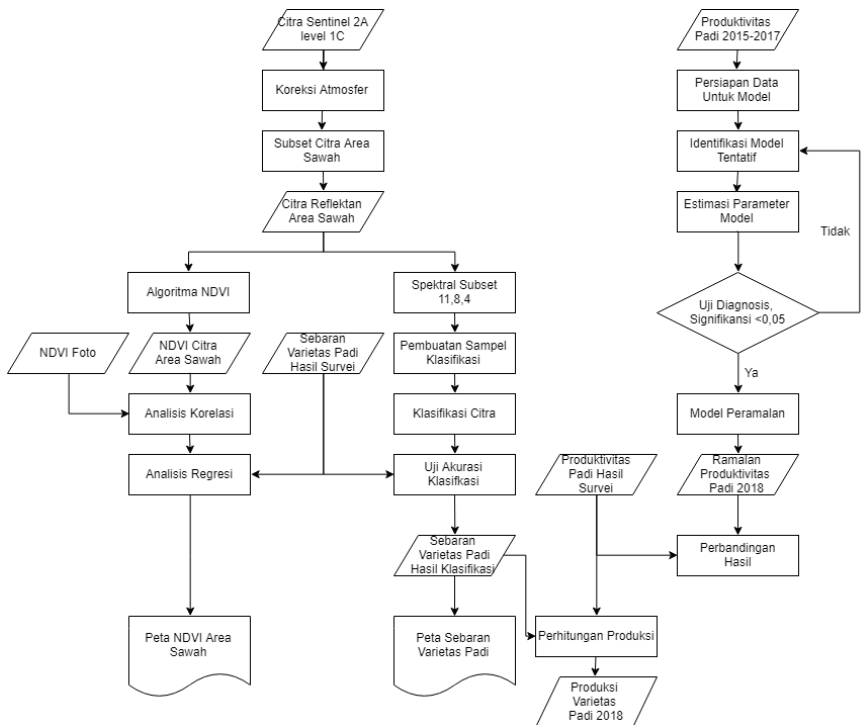 Citra Sentinel 2A
level 1C
Koreksi Atmosfer
Subset Citra Area
Sawah
Citra Reflektan
Area Sawah
Algoritma NDVI
Spektral Subset
11,8,4
NDVI Foto
NDVI Citra
Area Sawah
Sebaran
Varietas Padi
Hasil Survei
Pembuatan Sampel
Klasifikasi
Analisis Korelasi
Klasifikasi Citra
Analisis Regresi
Uji Akurasi
Klasifkasi
Sebaran
Varietas Padi
Hasil Klasifikasi
Peta NDVI Area
Sawah
Peta Sebaran
Varietas Padi
Produktivitas
Padi 2015-2017
Persiapan Data
Untuk Model
Identifikasi Model
Tentatif
Estimasi Parameter
Model
Tidak
Uji Diagnosis,
Signifikansi <0,05
Ya
Model Peramalan
Produktivitas
Padi Hasil
Survei
Ramalan
Produktivitas
Padi 2018
Perbandingan
Hasil
Perhitungan Produksi
Produksi
Varietas
Padi 2018